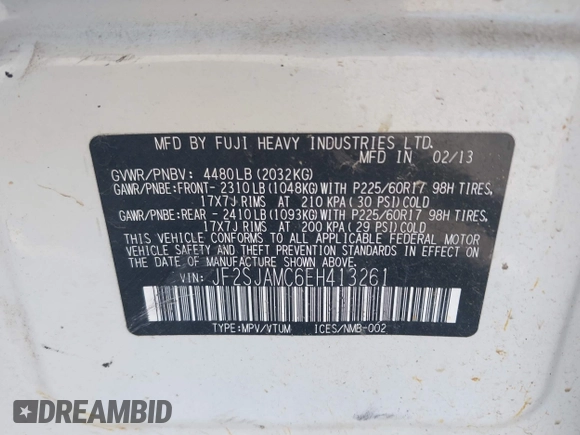 MFD BY FUJI HEAVY INDUSTRIES LTD.
MFD IN 02/13
GVWR/PNBV: 4480LB(2032KG)
GAWR/PNBE:FRONT- 2310LB(1048KG)WITH P225/60R17 98H TIRES,
17X7J RIMS AT 210 KPA(30 PSI)COLD
GAWR/PNBE:REAR -2410LB(1093KG)WITH P225/60R17 98H TIRES,
17X7J RIMS AT 200 KPA(29 PSI)COLD
THIS VEHICLE CONFORMS TO ALL APPLICABLE FEDERAL MOTOR
VEHICLE SAFETY AND THEFT PREVENTION STANDARDS IN EFFECT
ON THE DATE OF MANUFACTURE SHOWN ABOVE.
VIN: JF2SJAMC6EH413261
TYPE:MPV/VTUM ICES/NMB-002
DREAMBID